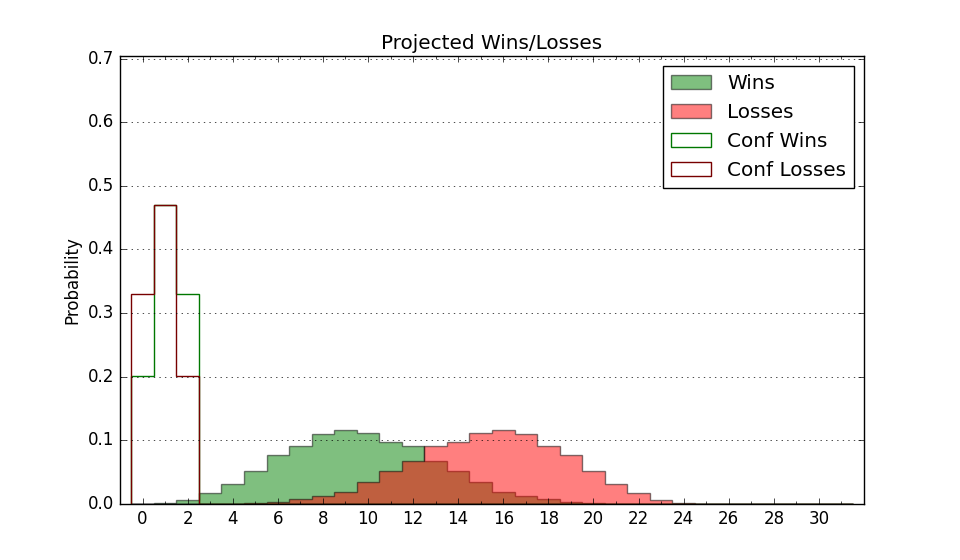 Projected Wins/Losses
Wins
Losses
Conf Wins
Conf Losses
Probability
0.7
0.6
0.5
0.4
0.3
0.2
0.1
0.0
0 2 4 6 8 10 12 14 16 18 20 22 24 26 28 30